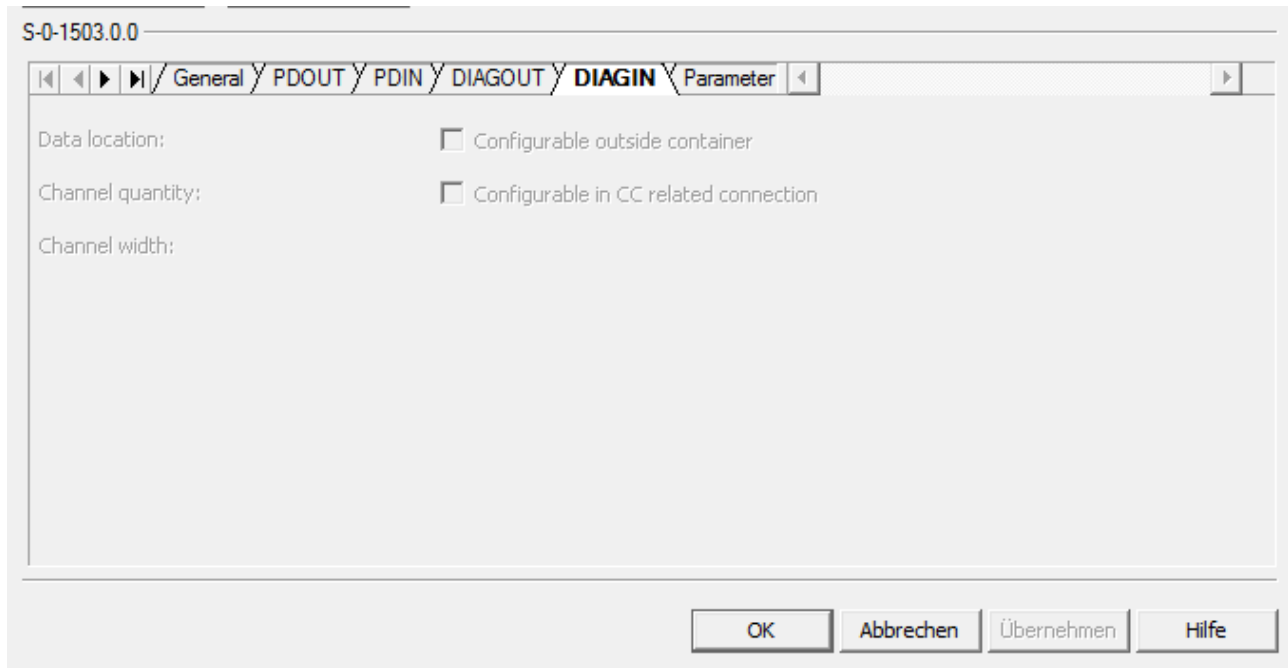 S-0-1503.0.0
General PDOUT PDIN DIAGOUT DIAGIN Parameter
Data location: Configurable outside container
Channel quantity: Configurable in CC related connection
Channel width:
OK Abbrechen Übernehmen Hilfe